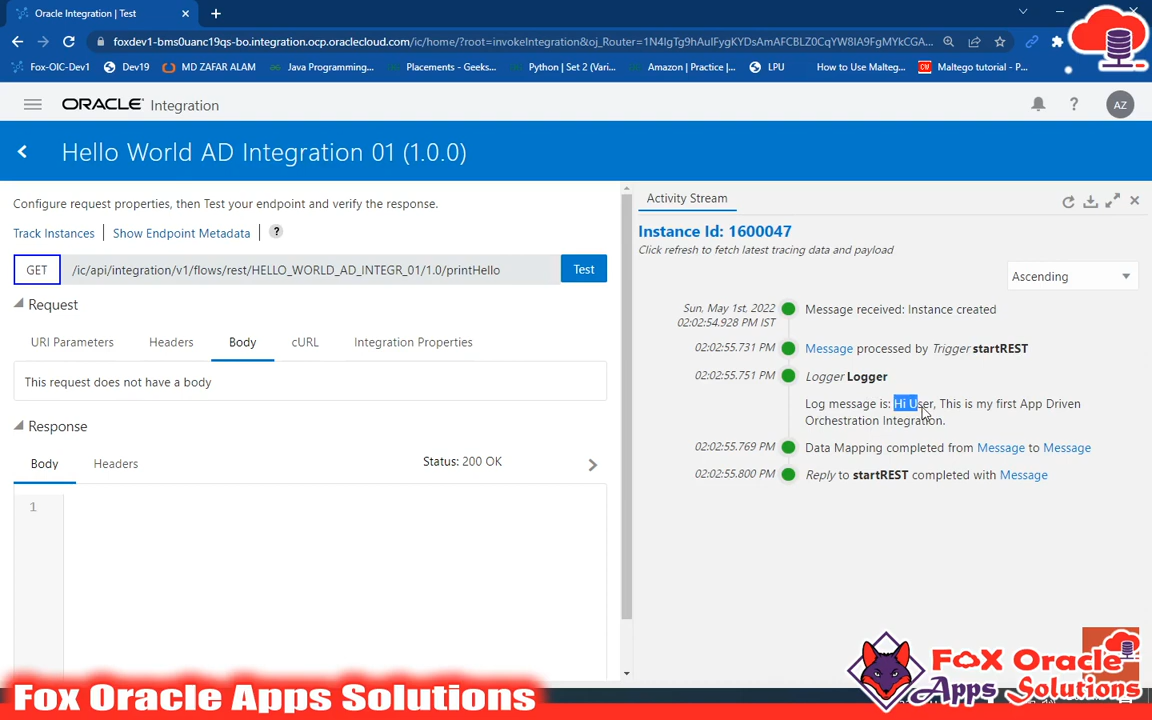 Oracle Integration | Test
foxdev1-bms0uanc19qs-bo.integration.ocp.oraclecloud.com/ic/home/?root=invokeIntegration&oj_Router=1N4IgTg9hAuIFygKYDsAmAFCBLZ0CqYW8IA9FgMYkCGA...
Fox-OIC-Dev1 Dev19 MD ZAFAR ALAM Java Programming... Placements - Geeks... Python | Set 2 (Vari... Amazon | Practice |... LPU How to Use Malteg... Maltego tutorial - P...
ORACLE Integration
AZ
Hello World AD Integration 01 (1.0.0)
Configure request properties, then Test your endpoint and verify the response.
Track Instances Show Endpoint Metadata ?
GET /ic/api/integration/v1/flows/rest/HELLO_WORLD_AD_INTEGR_01/1.0/printHello Test
Request
URI Parameters Headers Body cURL Integration Properties
This request does not have a body
Response
Body Headers Status: 200 OK
1
Activity Stream
Instance Id: 1600047
Click refresh to fetch latest tracing data and payload
Ascending
Sun, May 1st, 2022
02:02:54.928 PM IST Message received: Instance created
02:02:55.731 PM Message processed by Trigger startREST
02:02:55.751 PM Logger Logger
Log message is: Hi User, This is my first App Driven
Orchestration Integration.
02:02:55.769 PM Data Mapping completed from Message to Message
02:02:55.800 PM Reply to startREST completed with Message
Fox Oracle Apps Solutions
FOX Oracle
Apps Solutions